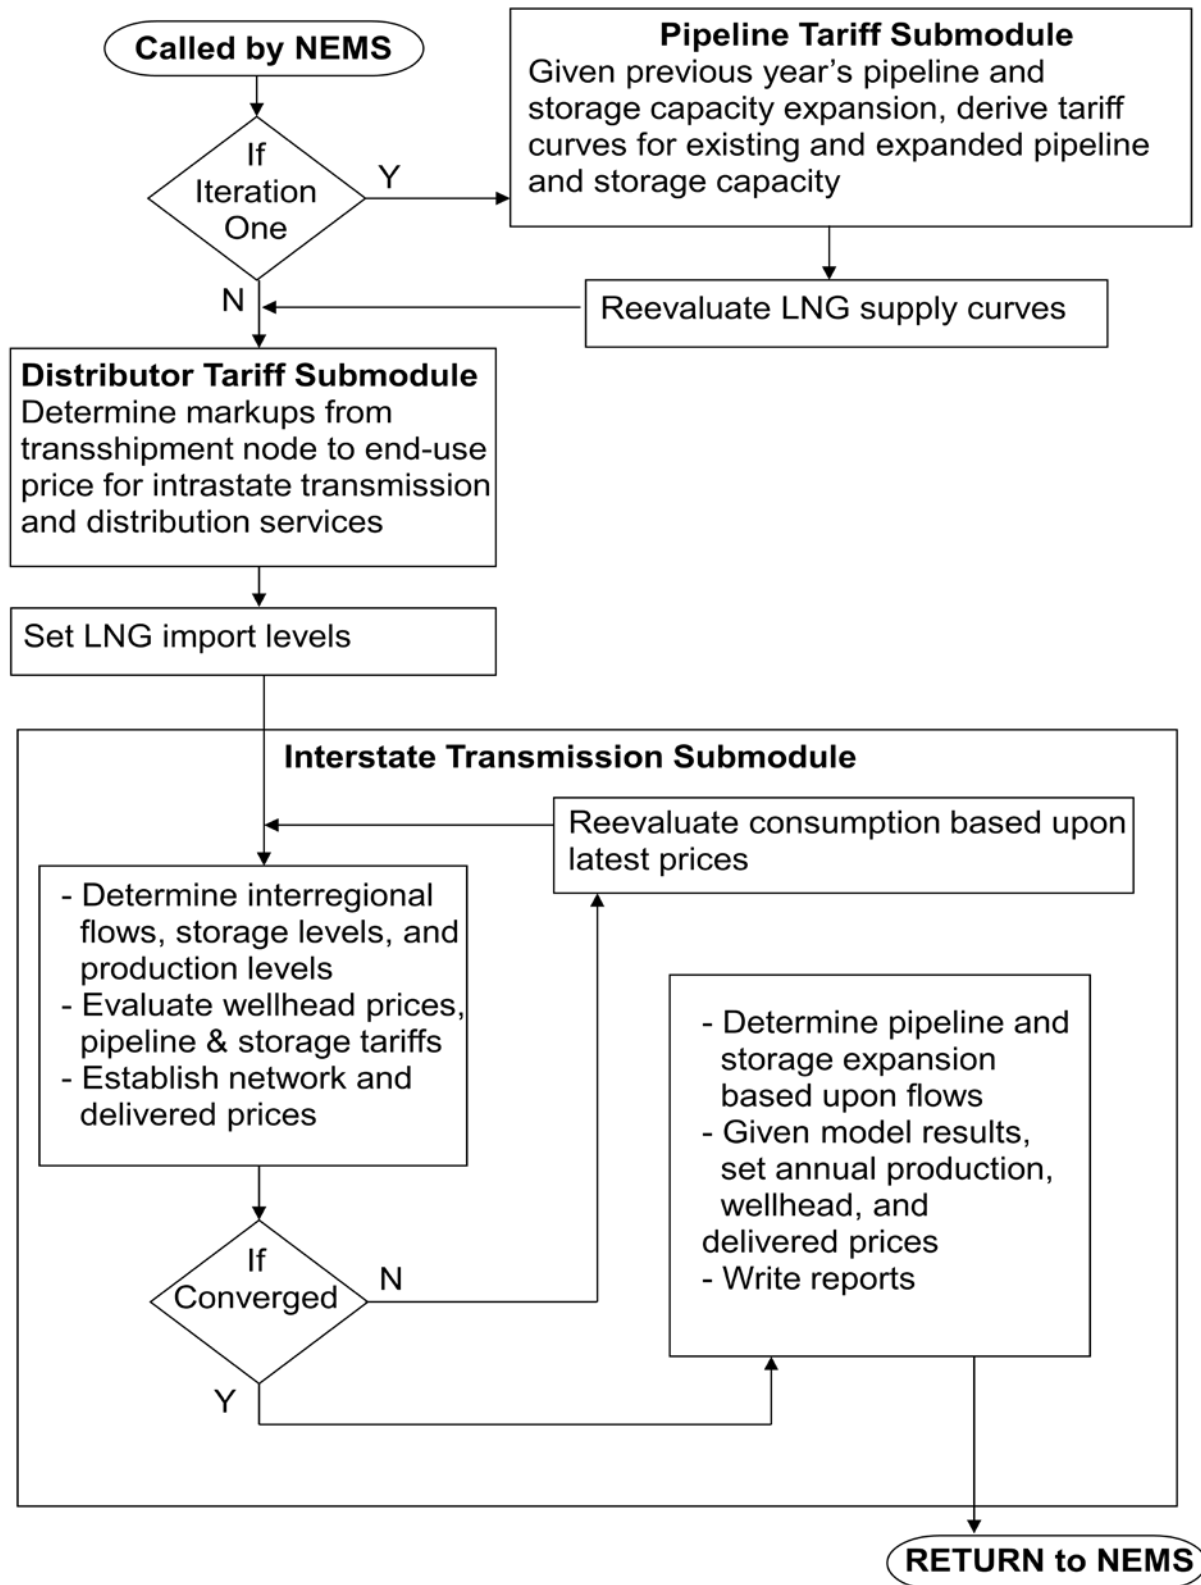 Called by NEMS
If
Iteration
One
Y
N
Pipeline Tariff Submodule
Given previous year's pipeline and
storage capacity expansion, derive tariff
curves for existing and expanded pipeline
and storage capacity
Reevaluate LNG supply curves
Distributor Tariff Submodule
Determine markups from
transshipment node to end-use
price for intrastate transmission
and distribution services
Set LNG import levels
Interstate Transmission Submodule
Reevaluate consumption based upon
latest prices
- Determine interregional
flows, storage levels, and
production levels
- Evaluate wellhead prices,
pipeline & storage tariffs
- Establish network and
delivered prices
If
Converged
N
Y
- Determine pipeline and
storage expansion
based upon flows
- Given model results,
set annual production,
wellhead, and
delivered prices
- Write reports
RETURN to NEMS